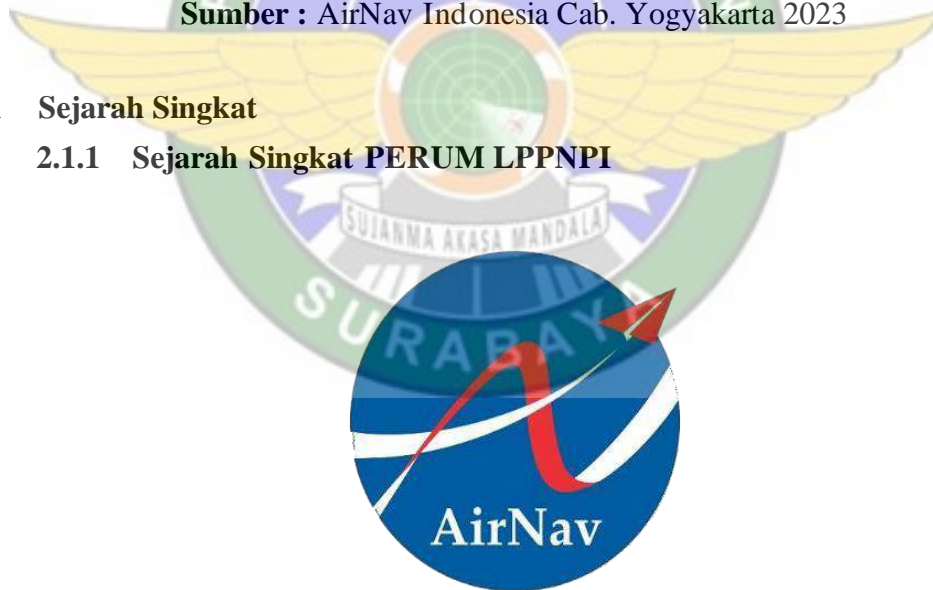 Sumber : AirNav Indonesia Cab. Yogyakarta 2023
Sejarah Singkat
2.1.1 Sejarah Singkat PERUM LPPNPI
SUJANMA AKASA MANDALA
SURABAYA
AirNav